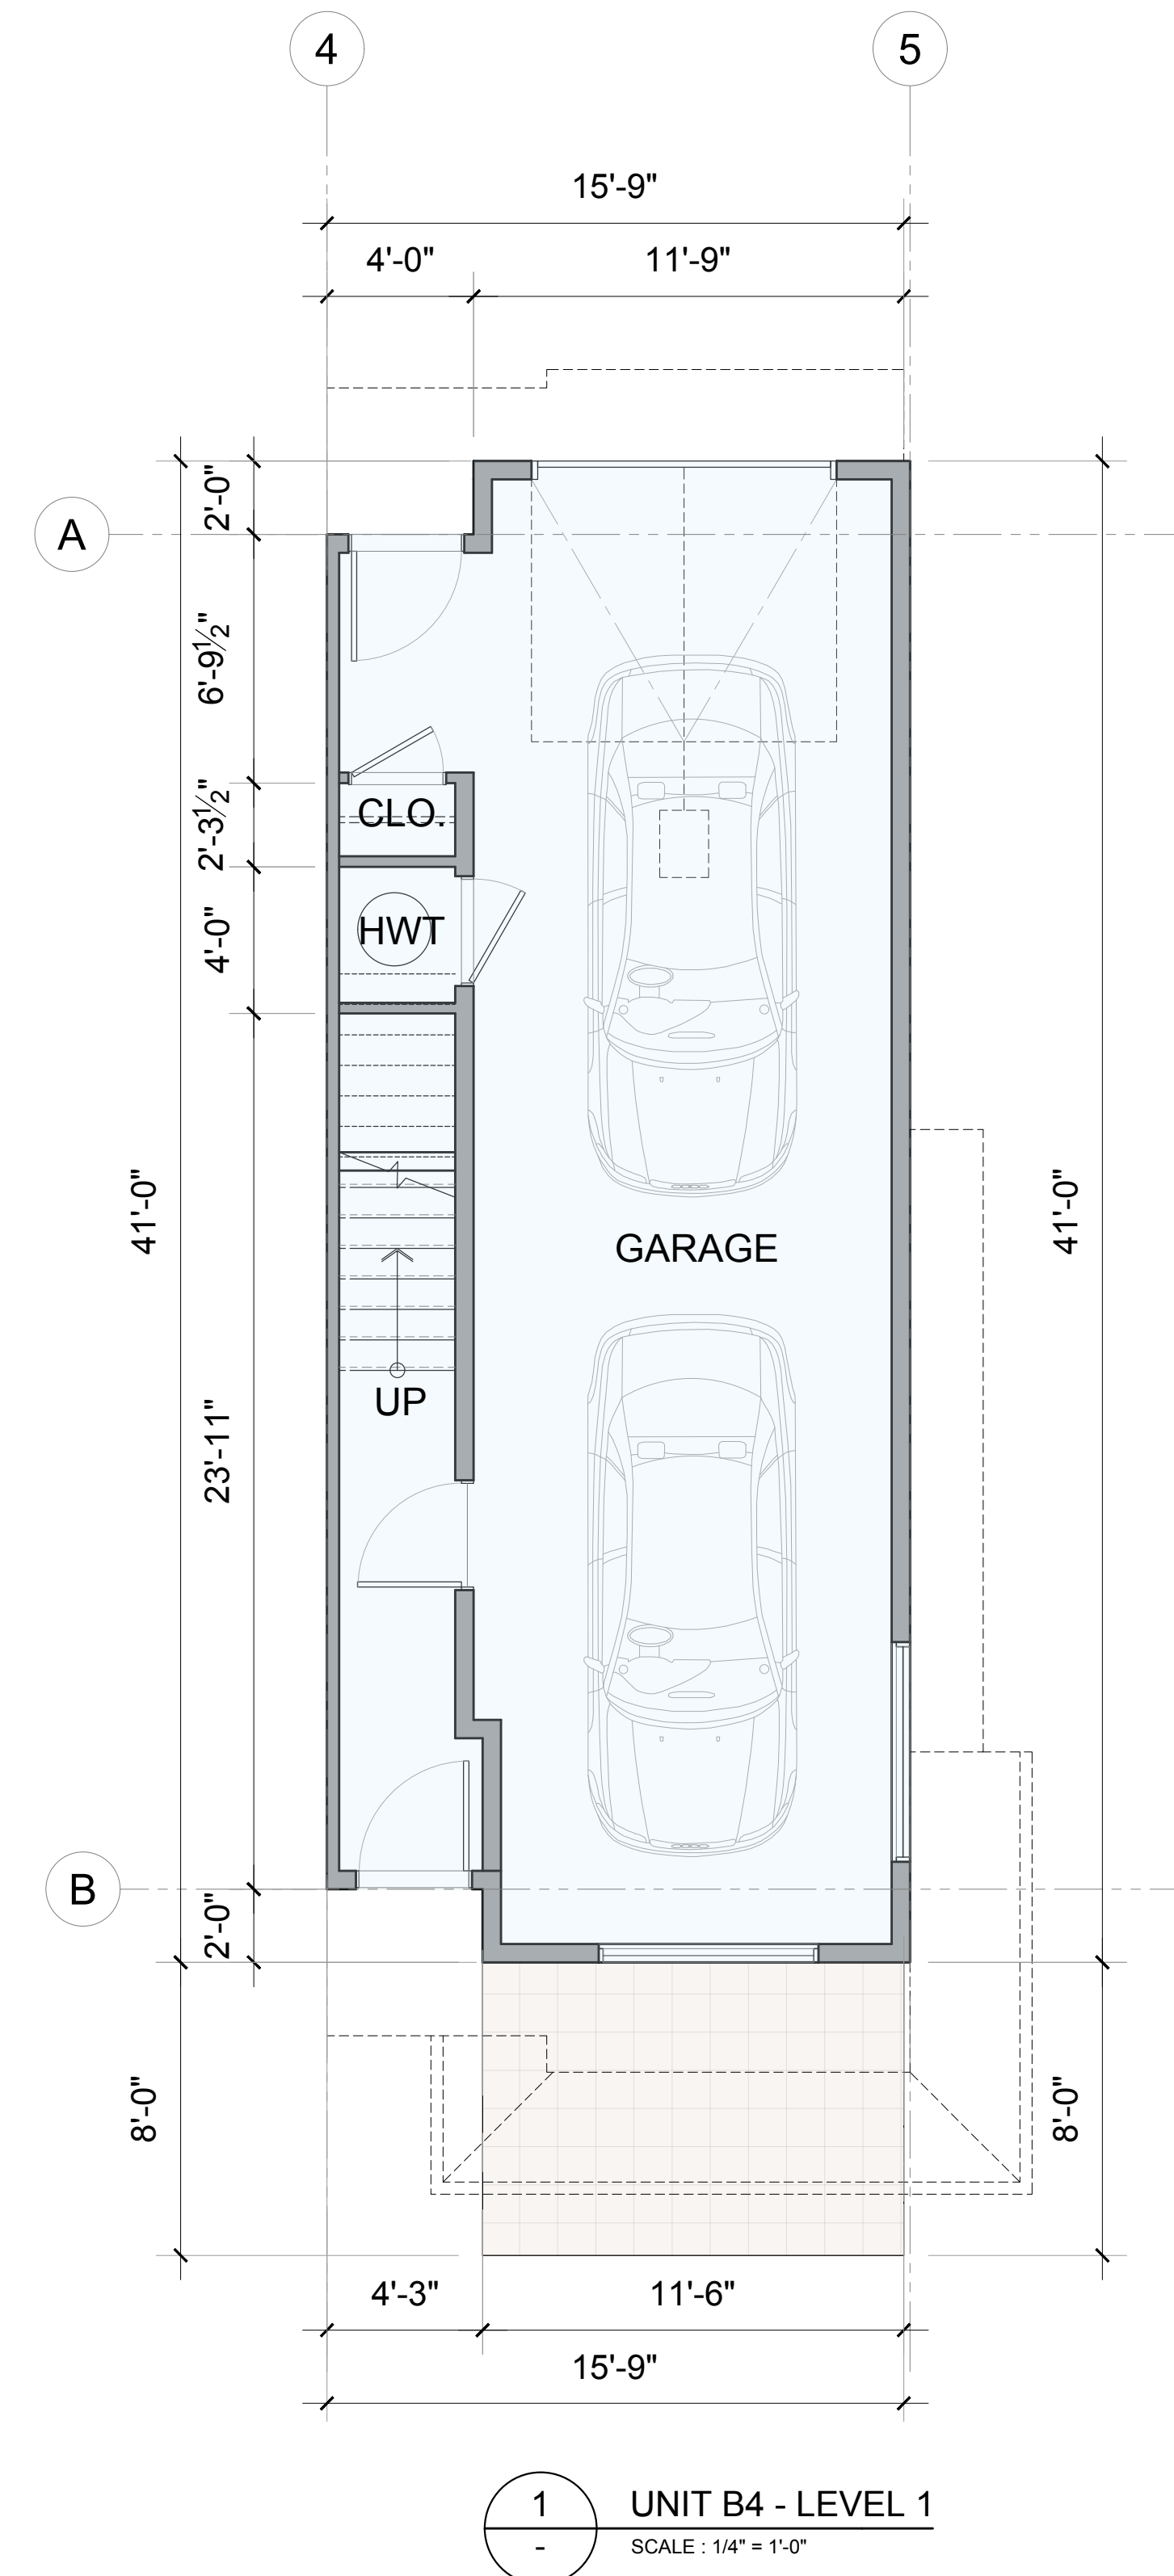 4
5
15'-9"
4'-0"
11'-9"
2'-0"
A
6'-9½"
2'-3½"
CLO.
HWT
4'-0"
41'-0"
41'-0"
GARAGE
UP
23'-11"
B
2'-0"
8'-0"
8'-0"
4'-3"
11'-6"
15'-9"
1
UNIT B4 - LEVEL 1
-
SCALE : 1/4" = 1'-0"